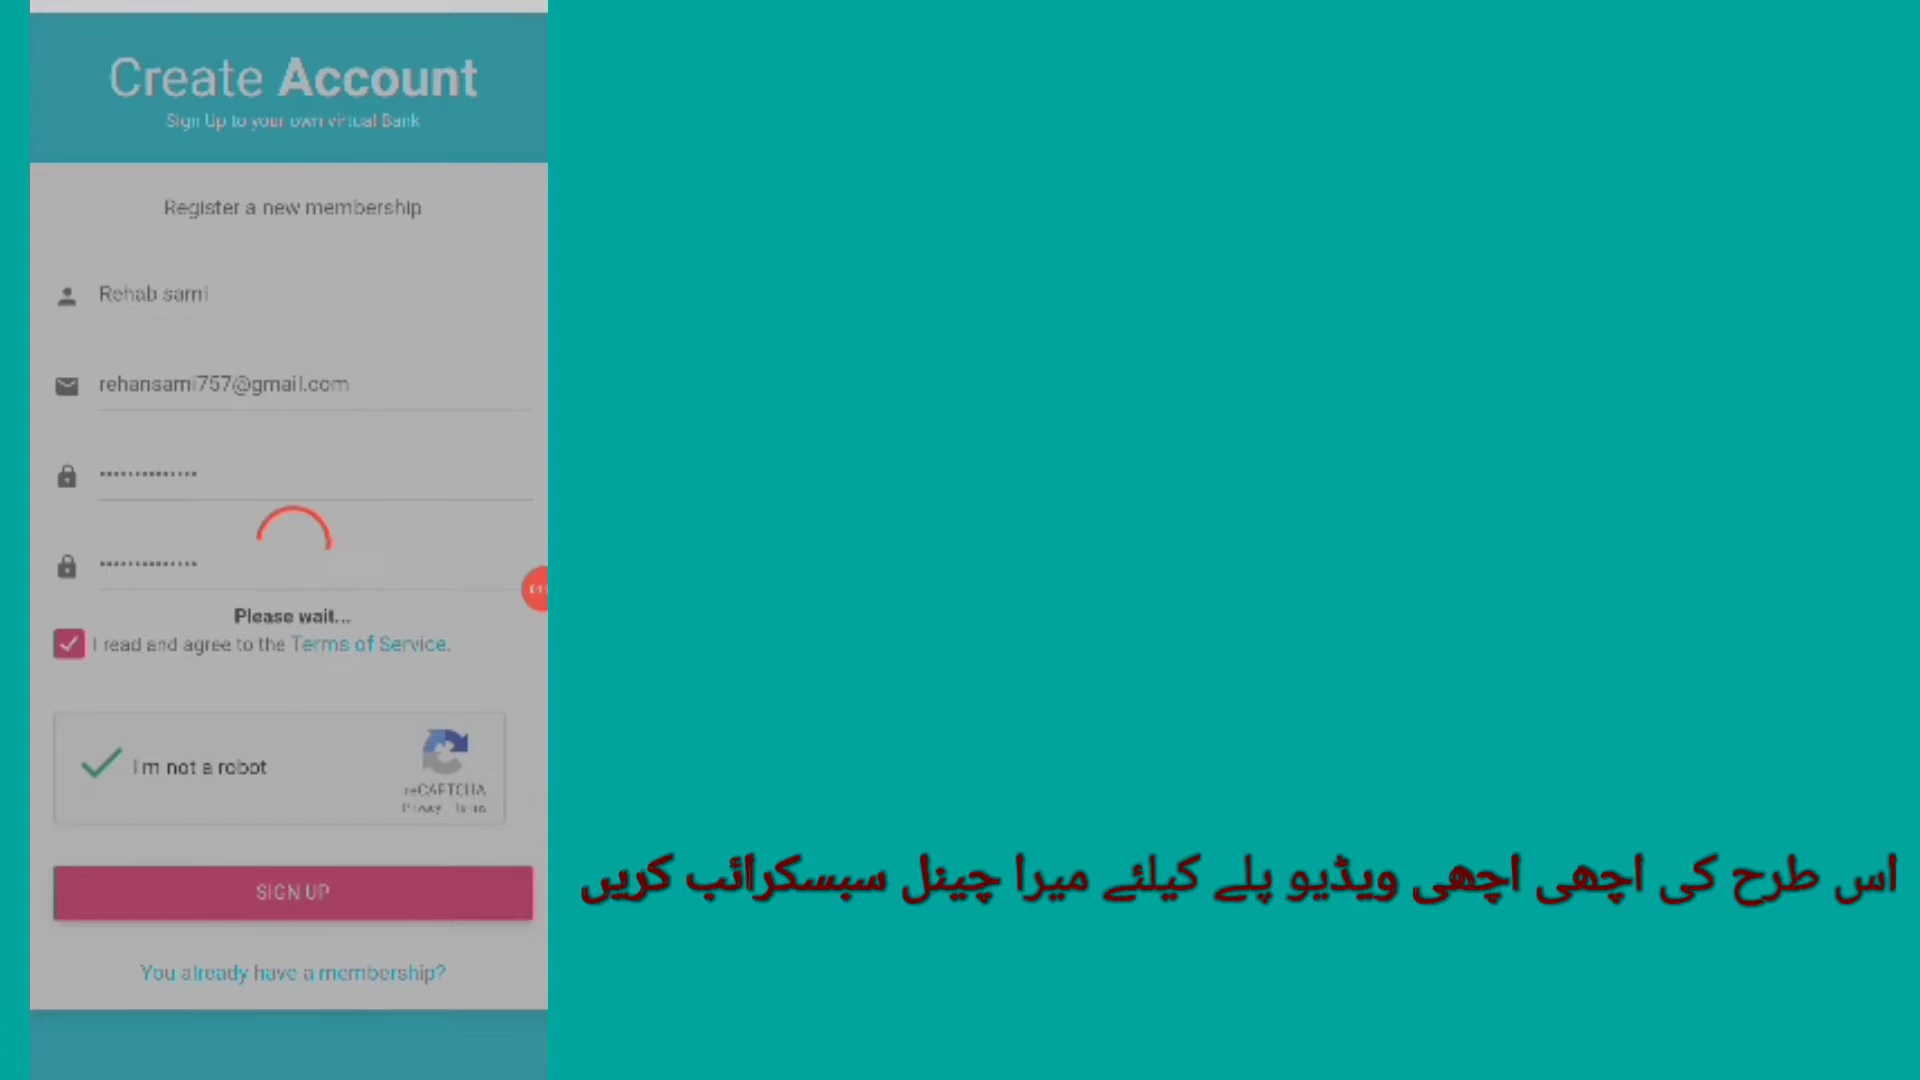 Create Account
Sign Up to your own virtual Bank
Register a new membership
Rehab sami
rehansami757@gmail.com
Please wait...
I read and agree to the Terms of Service.
I'm not a robot
reCAPTCHA
Privacy - Terms
SIGN UP
You already have a membership?
اس طرح کی اچھی اچھی ویڈیو پلے کیلئے میرا چینل سبسکرائب کریں